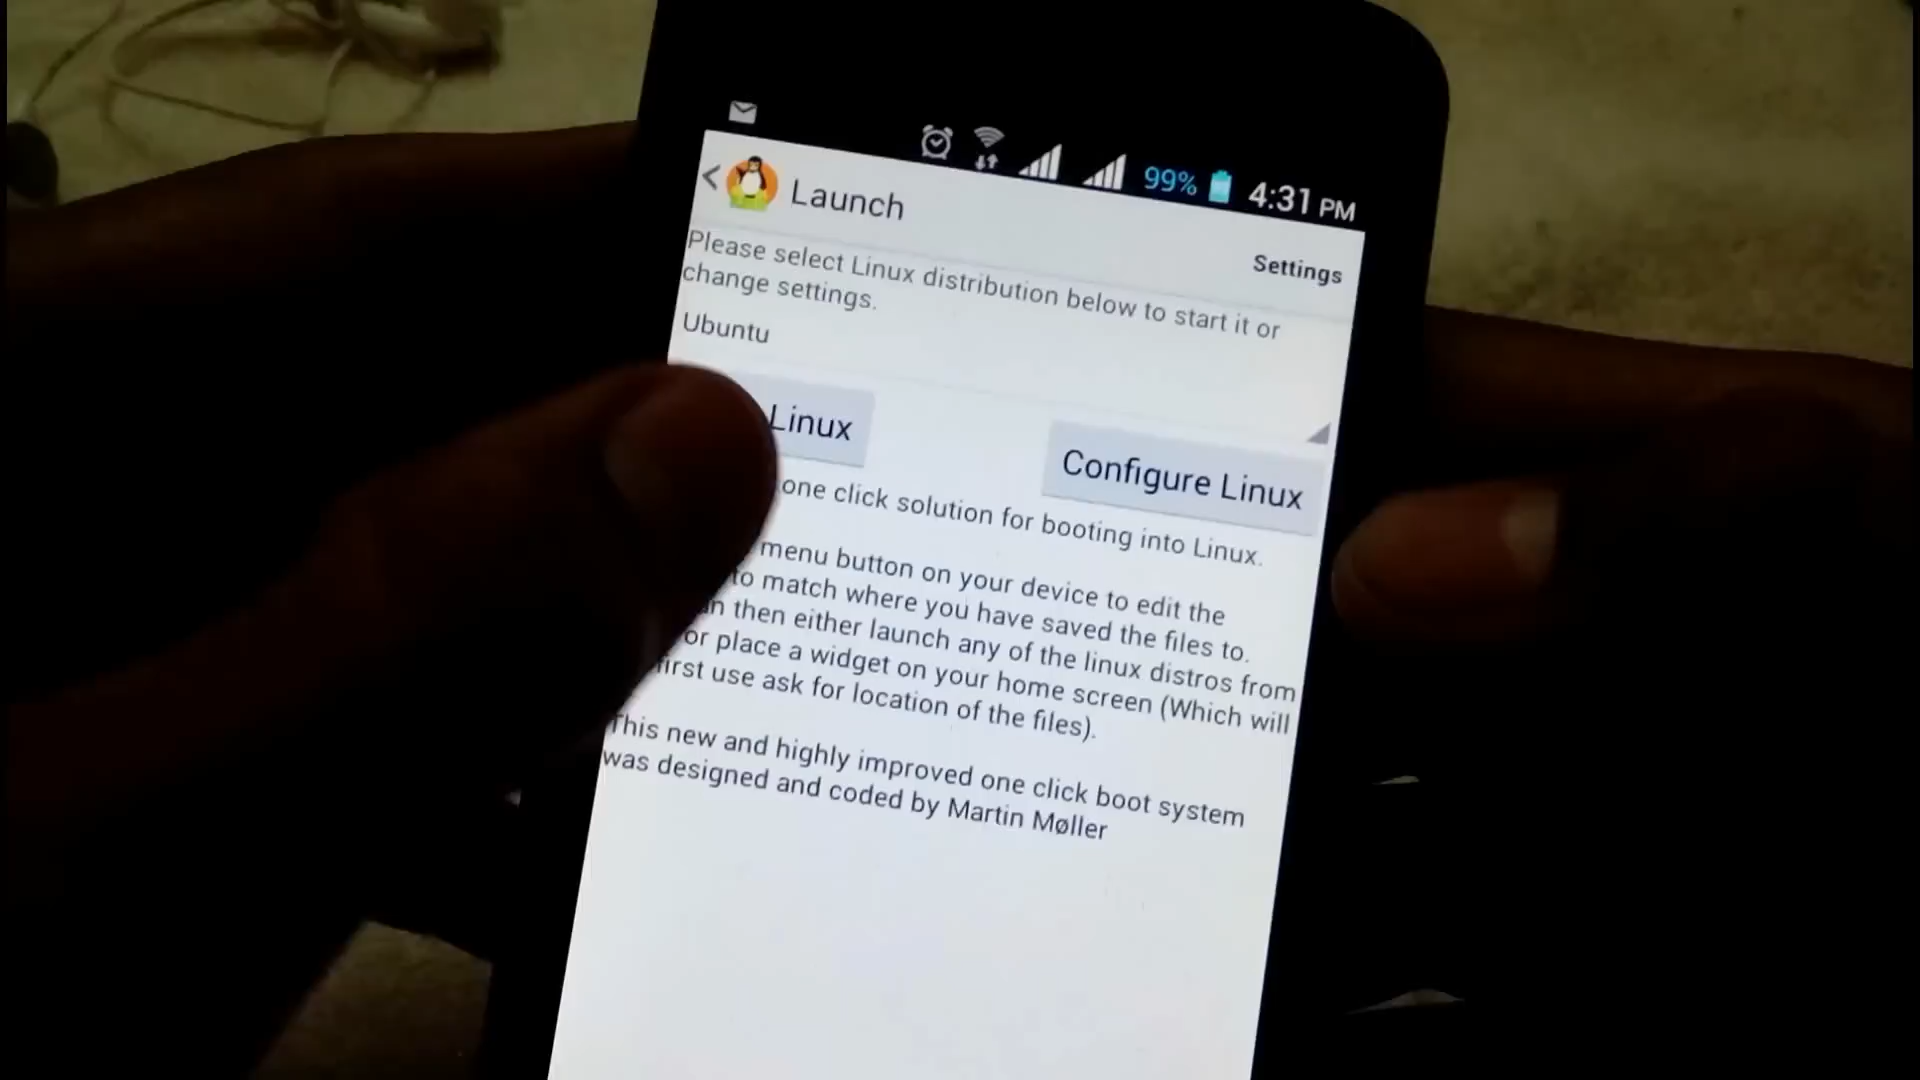 99% 4:31 PM
Launch
Settings
Please select Linux distribution below to start it or
change settings.
Ubuntu
Linux
Configure Linux
one click solution for booting into Linux.
menu button on your device to edit the
to match where you have saved the files to.
then either launch any of the linux distros from
or place a widget on your home screen (Which will
first use ask for location of the files).
This new and highly improved one click boot system
was designed and coded by Martin Møller